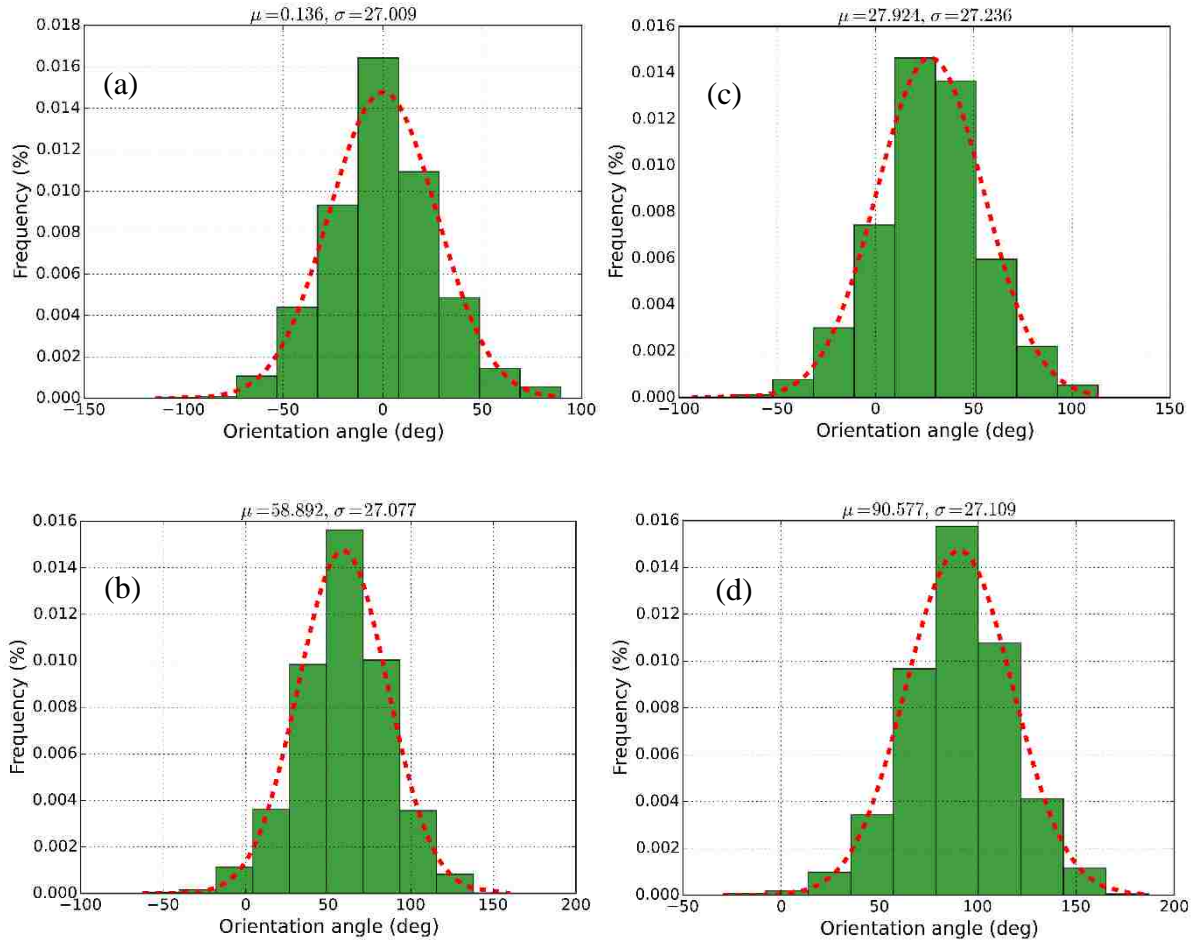 μ=0.136, σ=27.009
(a)
Frequency (%)
0.018
0.016
0.014
0.012
0.010
0.008
0.006
0.004
0.002
0.000
−150 −100 −50 0 50 100
Orientation angle (deg)
μ=27.924, σ=27.236
(c)
Frequency (%)
0.016
0.014
0.012
0.010
0.008
0.006
0.004
0.002
0.000
−100 −50 0 50 100 150
Orientation angle (deg)
μ=58.892, σ=27.077
(b)
Frequency (%)
0.016
0.014
0.012
0.010
0.008
0.006
0.004
0.002
0.000
−100 −50 0 50 100 150 200
Orientation angle (deg)
μ=90.577, σ=27.109
(d)
Frequency (%)
0.016
0.014
0.012
0.010
0.008
0.006
0.004
0.002
0.000
−50 0 50 100 150 200
Orientation angle (deg)